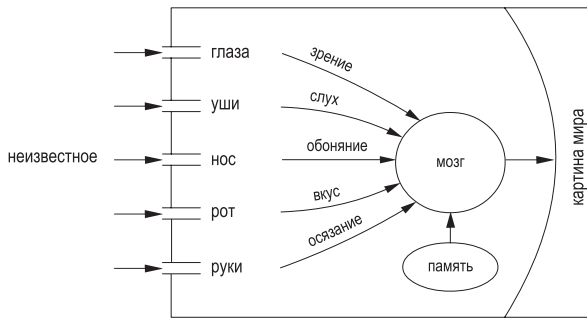 неизвестное
глаза
уши
нос
рот
руки
зрение
слух
обоняние
вкус
осязание
мозг
память
картина мира